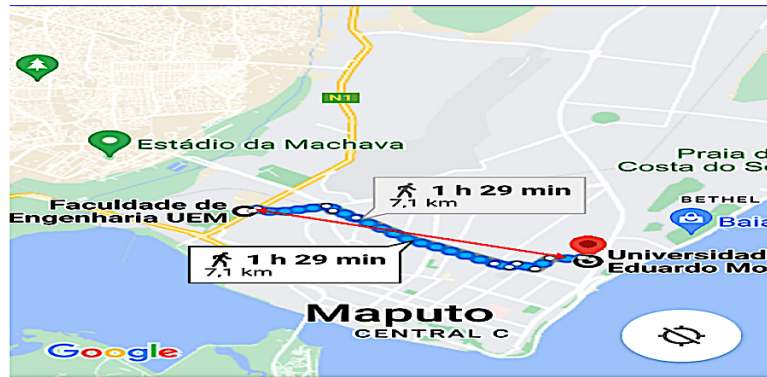 N1
Estádio da Machava
Praia d
Costa do S
1 h 29 min
7,1 km
BETHEL
Faculdade de
Engenharia UEM
Baia
1 h 29 min
7,1 km
Universidad
Eduardo Mo
Maputo
CENTRAL C
Google